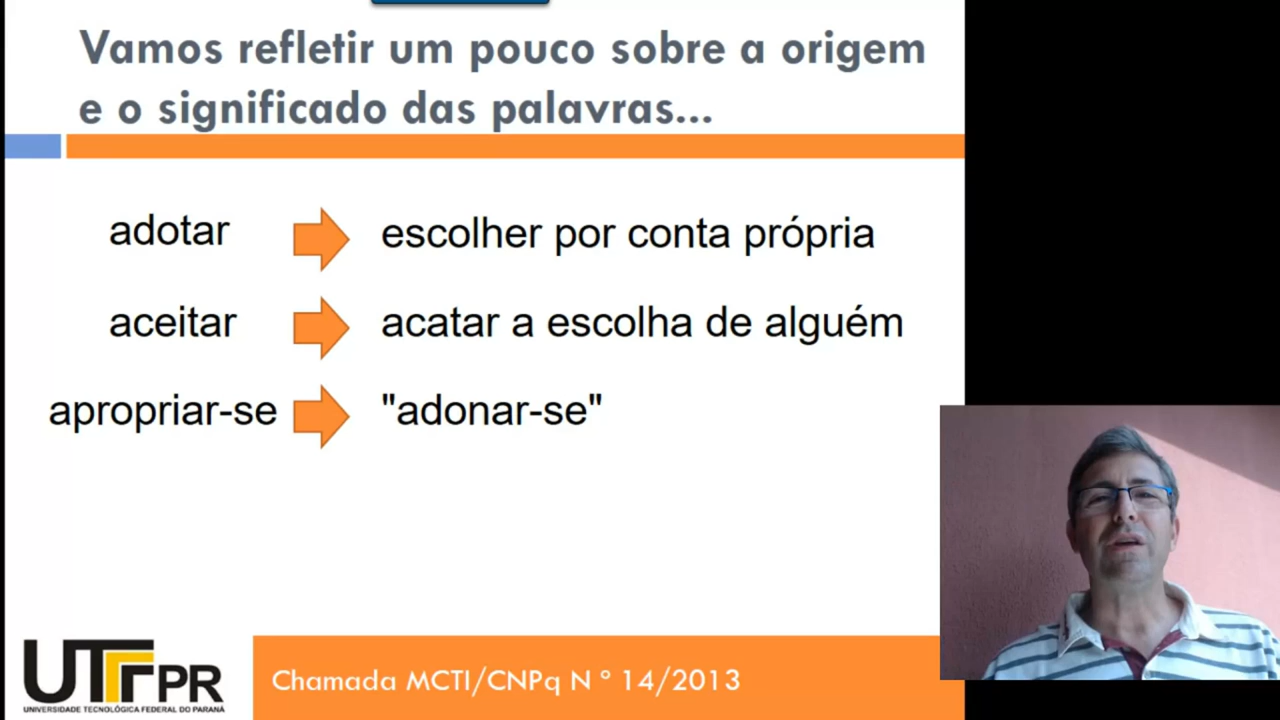 Vamos refletir um pouco sobre a origem
e o significado das palavras...
adotar escolher por conta própria
aceitar acatar a escolha de alguém
apropriar-se "adonar-se"
UTFPR
UNIVERSIDADE TECNOLÓGICA FEDERAL DO PARANÁ
Chamada MCTI/CNPq N º 14/2013